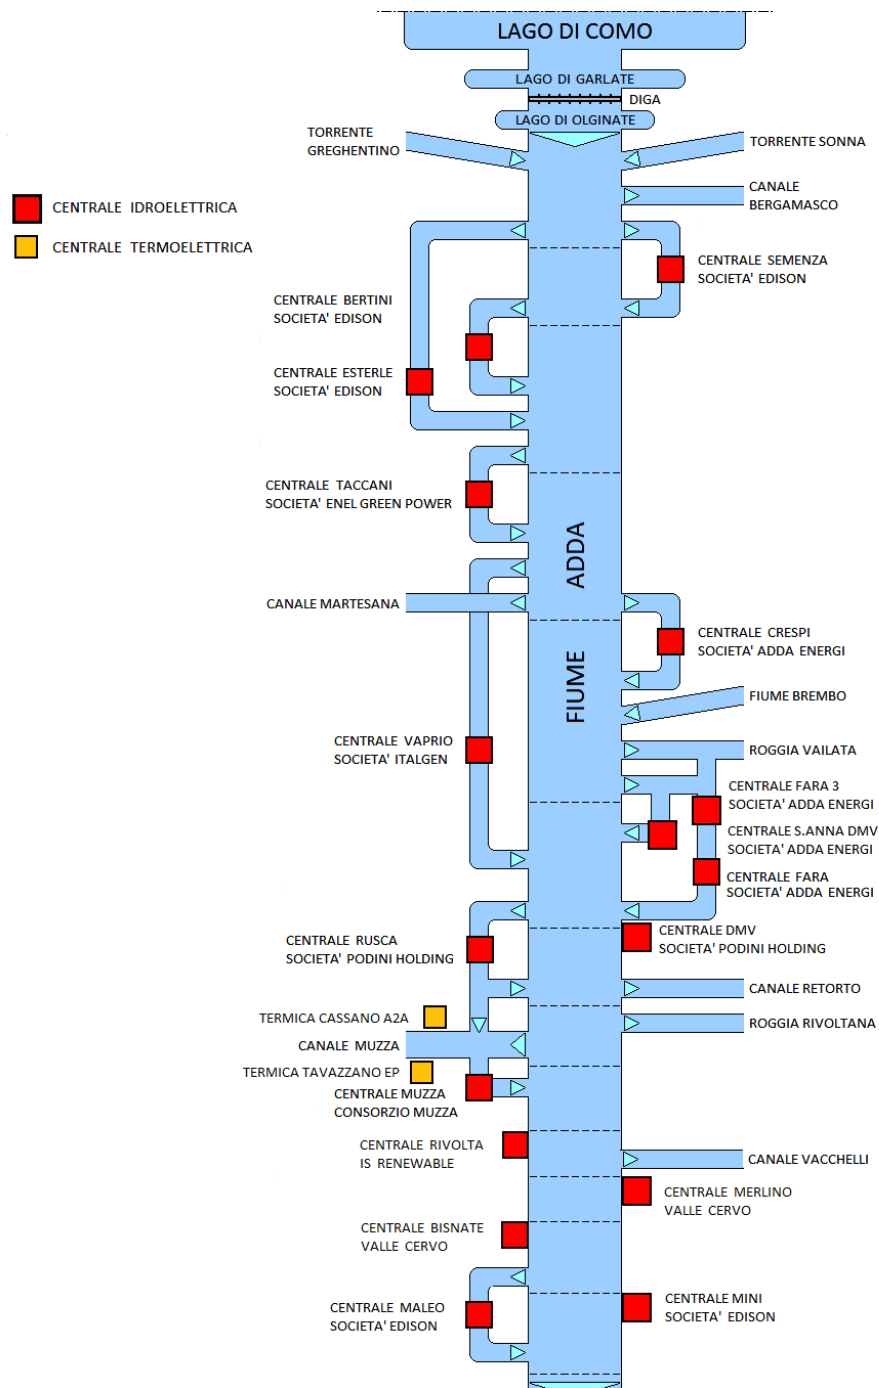 LAGO DI COMO
LAGO DI GARLATE
DIGA
LAGO DI OLGINATE
TORRENTE
GREGHENTINO
TORRENTE SONNA
CANALE
BERGAMASCO
CENTRALE IDROELETTRICA
CENTRALE TERMOELETTRICA
CENTRALE SEMENZA
SOCIETA' EDISON
CENTRALE BERTINI
SOCIETA' EDISON
CENTRALE ESTERLE
SOCIETA' EDISON
CENTRALE TACCANI
SOCIETA' ENEL GREEN POWER
FIUME ADDA
CANALE MARTESANA
CENTRALE CRESPI
SOCIETA' ADDA ENERGI
FIUME BREMBO
CENTRALE VAPRIO
SOCIETA' ITALGEN
ROGGIA VAILATA
CENTRALE FARA 3
SOCIETA' ADDA ENERGI
CENTRALE S.ANNA DMV
SOCIETA' ADDA ENERGI
CENTRALE FARA
SOCIETA' ADDA ENERGI
CENTRALE RUSCA
SOCIETA' PODINI HOLDING
CENTRALE DMV
SOCIETA' PODINI HOLDING
CANALE RETORTO
TERMICA CASSANO A2A
ROGGIA RIVOLTANA
CANALE MUZZA
TERMICA TAVAZZANO EP
CENTRALE MUZZA
CONSORZIO MUZZA
CENTRALE RIVOLTA
IS RENEWABLE
CANALE VACCHELLI
CENTRALE MERLINO
VALLE CERVO
CENTRALE BISNATE
VALLE CERVO
CENTRALE MALEO
SOCIETA' EDISON
CENTRALE MINI
SOCIETA' EDISON